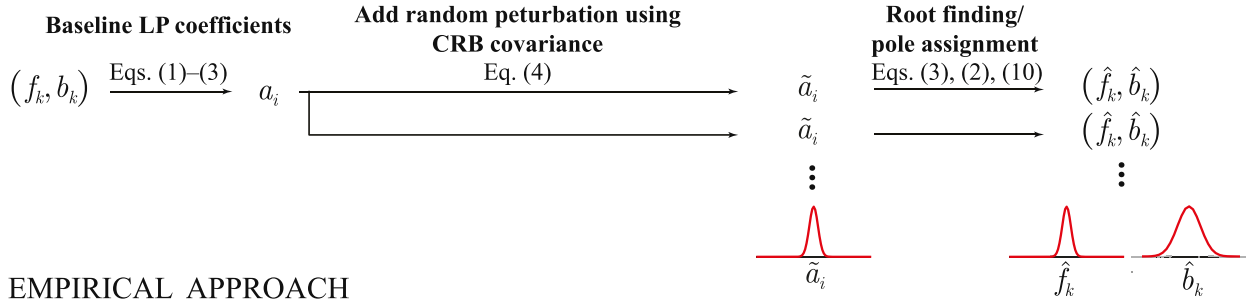 Baseline LP coefficients
Add random peturbation using
CRB covariance
Root finding/
pole assignment
(f_k, b_k) Eqs. (1)–(3) a_i Eq. (4) ã_i Eqs. (3), (2), (10) (f̂_k, b̂_k)
ã_i (f̂_k, b̂_k)
ã_i f̂_k b̂_k
EMPIRICAL APPROACH